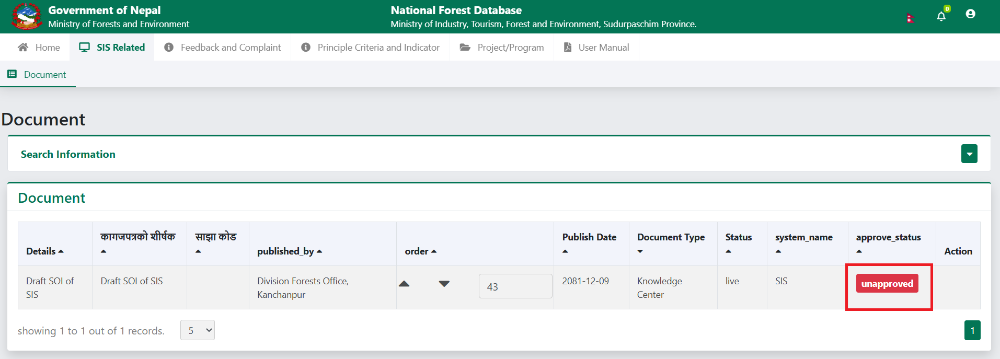 Government of Nepal
Ministry of Forests and Environment
National Forest Database
Ministry of Industry, Tourism, Forest and Environment, Sudurpaschim Province.
0
Home
SIS Related
Feedback and Complaint
Principle Criteria and Indicator
Project/Program
User Manual
Document
Document
Search Information
Document
Details
कागजपत्रको शीर्षक
साझा कोड
published_by
order
Publish Date
Document Type
Status
system_name
approve_status
Action
Draft SOI of
SIS
Draft SOI of SIS
Division Forests Office,
Kanchanpur
43
2081-12-09
Knowledge
Center
live
SIS
unapproved
showing 1 to 1 out of 1 records.
5
1